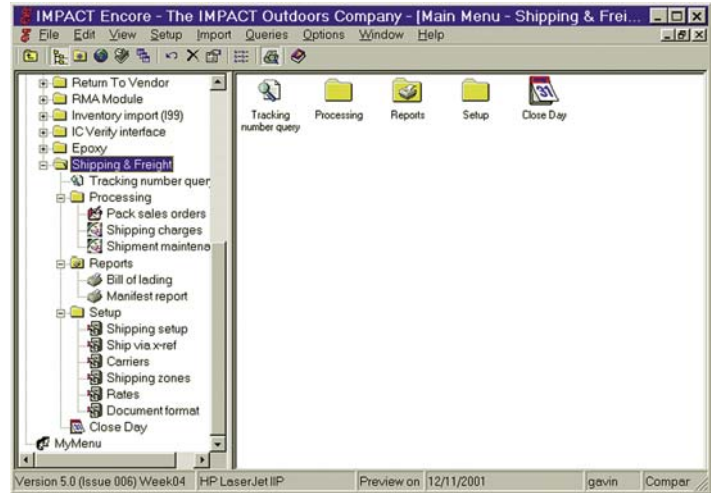 IMPACT Encore - The IMPACT Outdoors Company - [Main Menu - Shipping & Frei...
File Edit View Setup Import Queries Options Window Help
Return To Vendor
RMA Module
Inventory import (I99)
IC Verify interface
Epoxy
Shipping & Freight
Tracking number quer
Processing
Pack sales orders
Shipping charges
Shipment maintena
Reports
Bill of lading
Manifest report
Setup
Shipping setup
Ship via x-ref
Carriers
Shipping zones
Rates
Document format
Close Day
MyMenu
Tracking number query
Processing
Reports
Setup
31
Close Day
Version 5.0 (Issue 006) Week04 HP LaserJet IIP Preview on 12/11/2001 gavin Compar